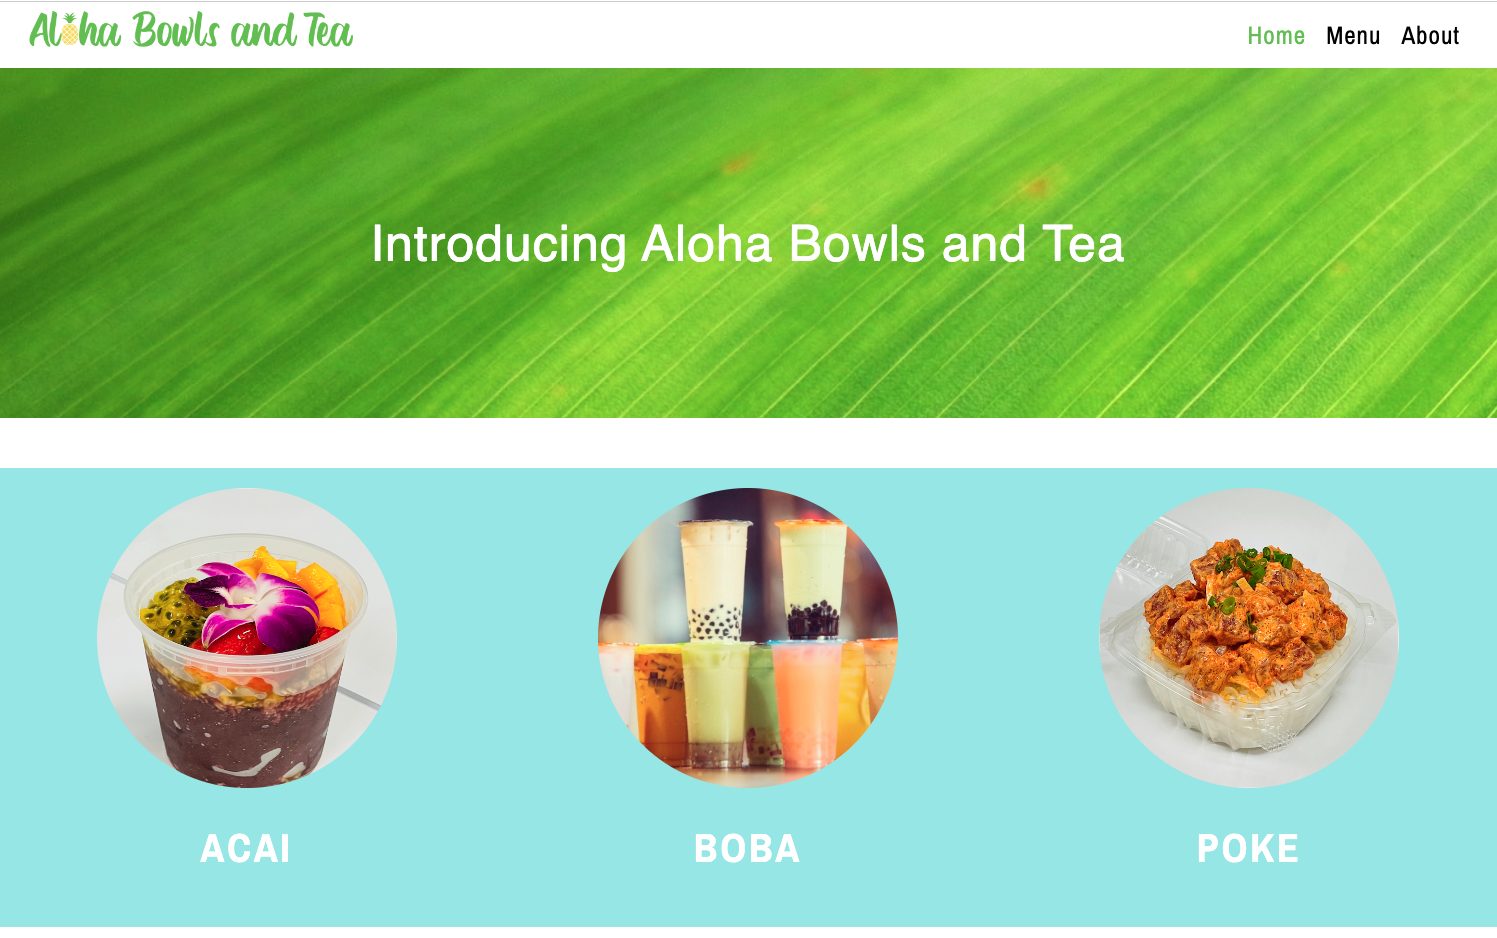 Aloha Bowls and Tea
Home Menu About
Introducing Aloha Bowls and Tea
ACAI
BOBA
POKE